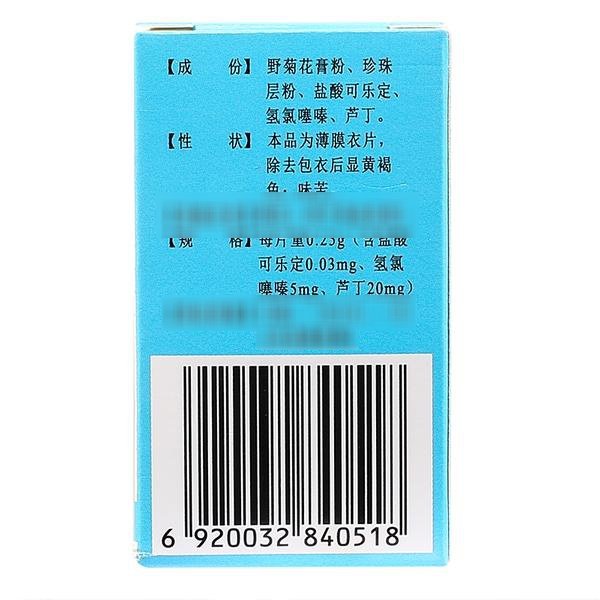 【成 份】 野菊花膏粉、珍珠
层粉、盐酸可乐定、
氢氯噻嗪、芦丁。
【性 状】 本品为薄膜衣片,
除去包衣后显黄褐
色; 味苦
【规 格】 每片重0.25g (含盐酸
可乐定0.03mg、氢氯
噻嗪5mg、芦丁20mg)
6 920032 840518